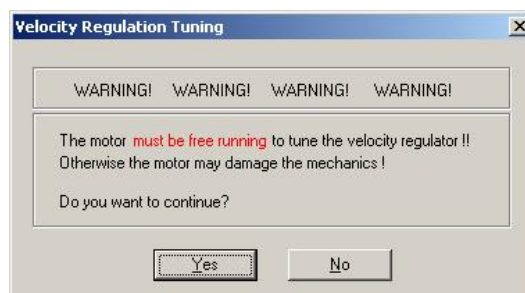 Velocity Regulation Tuning
WARNING! WARNING! WARNING! WARNING!
The motor must be free running to tune the velocity regulator !!
Otherwise the motor may damage the mechanics !
Do you want to continue?
Yes No